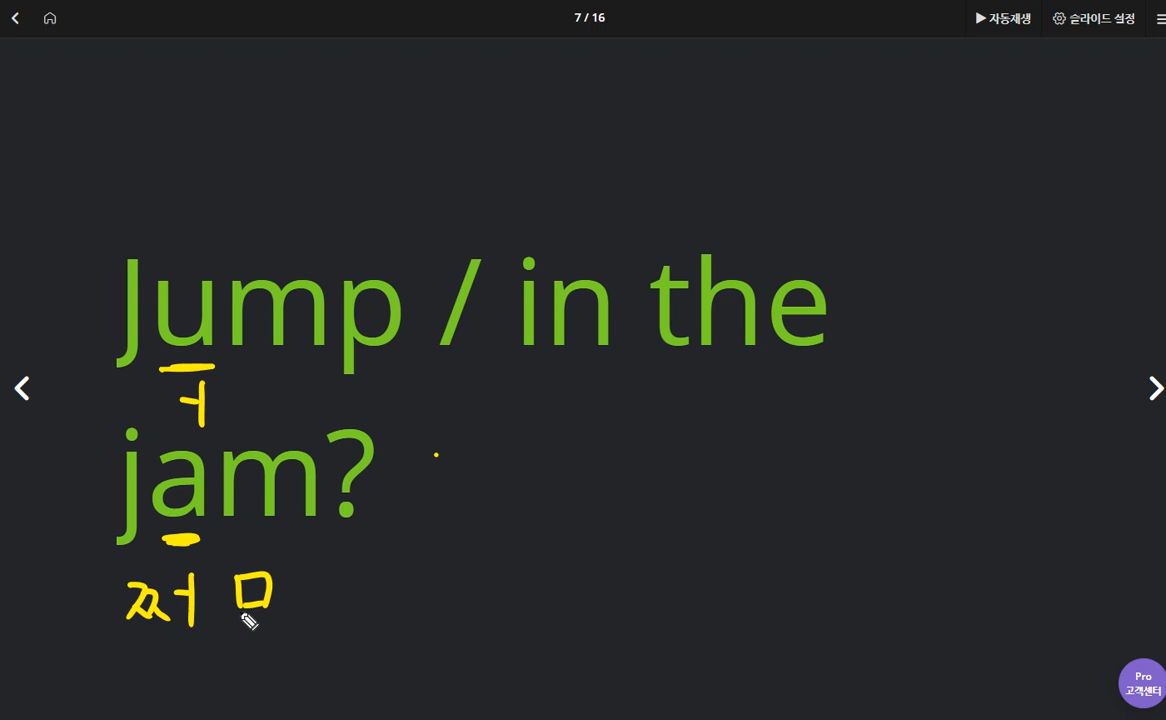 7 / 16
▶ 자동재생
슬라이드 설정
Jump / in the
ㅓ
jam?
쩌 ㅁ
Pro
고객센터